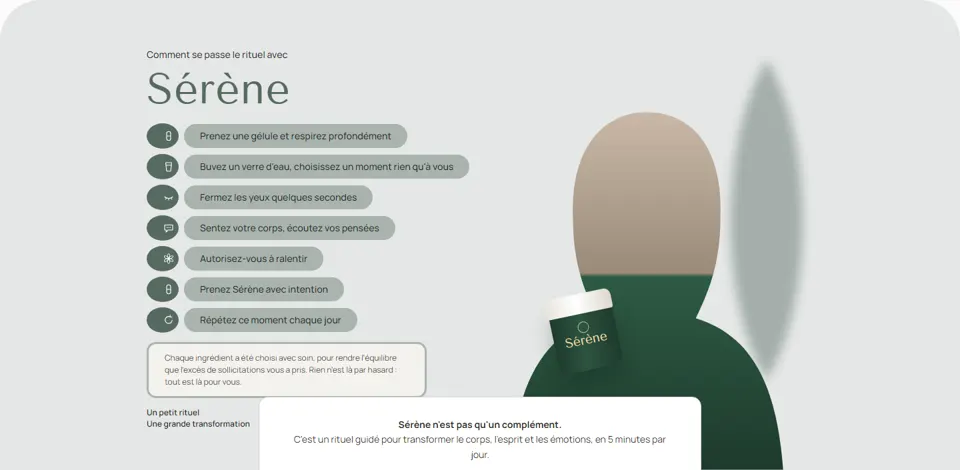 Comment se passe le rituel avec
Sérène
Prenez une gélule et respirez profondément
Buvez un verre d'eau, choisissez un moment rien qu'à vous
Fermez les yeux quelques secondes
Sentez votre corps, écoutez vos pensées
Autorisez-vous à ralentir
Prenez Sérène avec intention
Répétez ce moment chaque jour
Chaque ingrédient a été choisi avec soin, pour rendre l'équilibre
que l'excès de sollicitations vous a pris. Rien n'est là par hasard :
tout est là pour vous.
Un petit rituel
Une grande transformation
Sérène
Sérène n'est pas qu'un complément.
C'est un rituel guidé pour transformer le corps, l'esprit et les émotions, en 5 minutes par
jour.